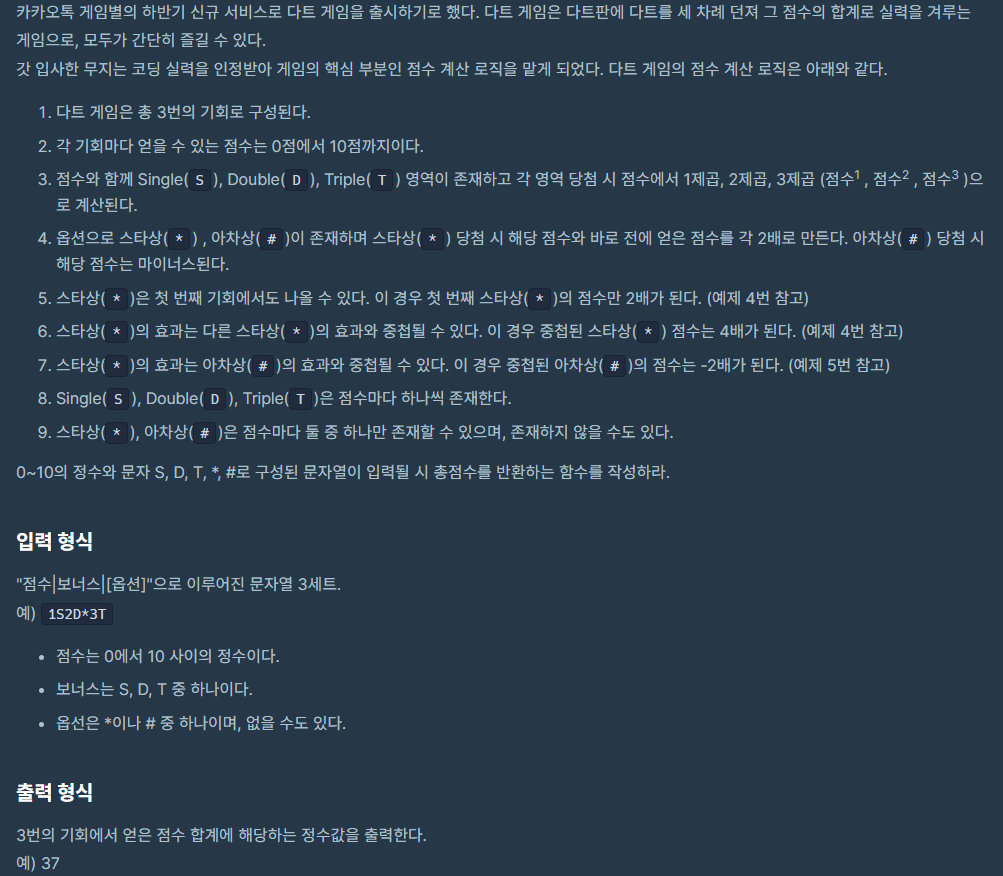 카카오톡 게임별의 하반기 신규 서비스로 다트 게임을 출시하기로 했다. 다트 게임은 다트판에 다트를 세 차례 던져 그 점수의 합계로 실력을 겨루는
게임으로, 모두가 간단히 즐길 수 있다.
갓 입사한 무지는 코딩 실력을 인정받아 게임의 핵심 부분인 점수 계산 로직을 맡게 되었다. 다트 게임의 점수 계산 로직은 아래와 같다.
1. 다트 게임은 총 3번의 기회로 구성된다.
2. 각 기회마다 얻을 수 있는 점수는 0점에서 10점까지이다.
3. 점수와 함께 Single( S ), Double( D ), Triple( T ) 영역이 존재하고 각 영역 당첨 시 점수에서 1제곱, 2제곱, 3제곱 (점수¹ , 점수² , 점수³ )으
로 계산된다.
4. 옵션으로 스타상( * ) , 아차상( # )이 존재하며 스타상( * ) 당첨 시 해당 점수와 바로 전에 얻은 점수를 각 2배로 만든다. 아차상( # ) 당첨 시
해당 점수는 마이너스된다.
5. 스타상( * )은 첫 번째 기회에서도 나올 수 있다. 이 경우 첫 번째 스타상( * )의 점수만 2배가 된다. (예제 4번 참고)
6. 스타상( * )의 효과는 다른 스타상( * )의 효과와 중첩될 수 있다. 이 경우 중첩된 스타상( * ) 점수는 4배가 된다. (예제 4번 참고)
7. 스타상( * )의 효과는 아차상( # )의 효과와 중첩될 수 있다. 이 경우 중첩된 아차상( # )의 점수는 -2배가 된다. (예제 5번 참고)
8. Single( S ), Double( D ), Triple( T )은 점수마다 하나씩 존재한다.
9. 스타상( * ), 아차상( # )은 점수마다 둘 중 하나만 존재할 수 있으며, 존재하지 않을 수도 있다.
0~10의 정수와 문자 S, D, T, *, #로 구성된 문자열이 입력될 시 총점수를 반환하는 함수를 작성하라.
입력 형식
"점수|보너스|[옵션]"으로 이루어진 문자열 3세트.
예) 1S2D*3T
• 점수는 0에서 10 사이의 정수이다.
• 보너스는 S, D, T 중 하나이다.
• 옵선은 *이나 # 중 하나이며, 없을 수도 있다.
출력 형식
3번의 기회에서 얻은 점수 합계에 해당하는 정수값을 출력한다.
예) 37